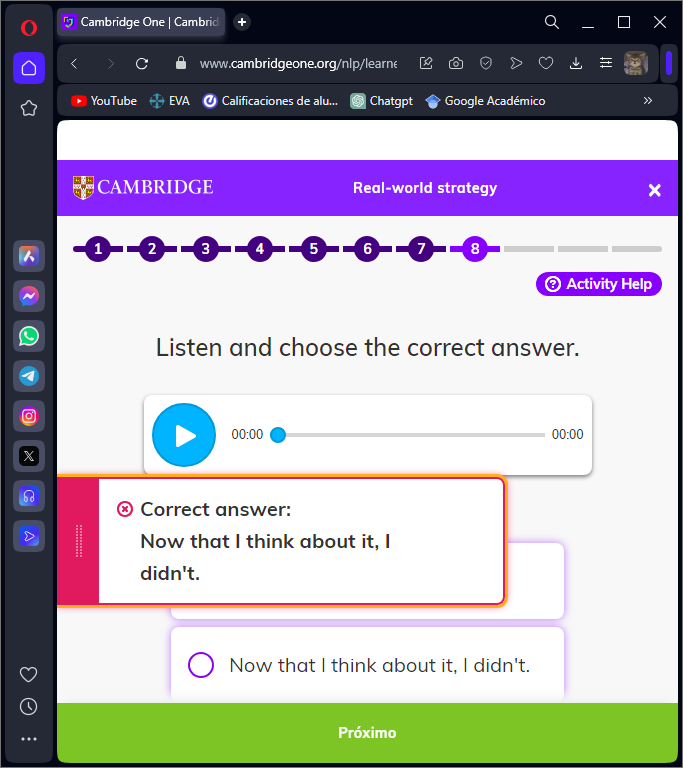 Cambridge One | Cambrid
www.cambridgeone.org/nlp/learne
YouTube
EVA
Calificaciones de alu...
Chatgpt
Google Académico
CAMBRIDGE
Real-world strategy
1 2 3 4 5 6 7 8
Activity Help
Listen and choose the correct answer.
00:00
00:00
Correct answer:
Now that I think about it, I
didn't.
Now that I think about it, I didn't.
Próximo